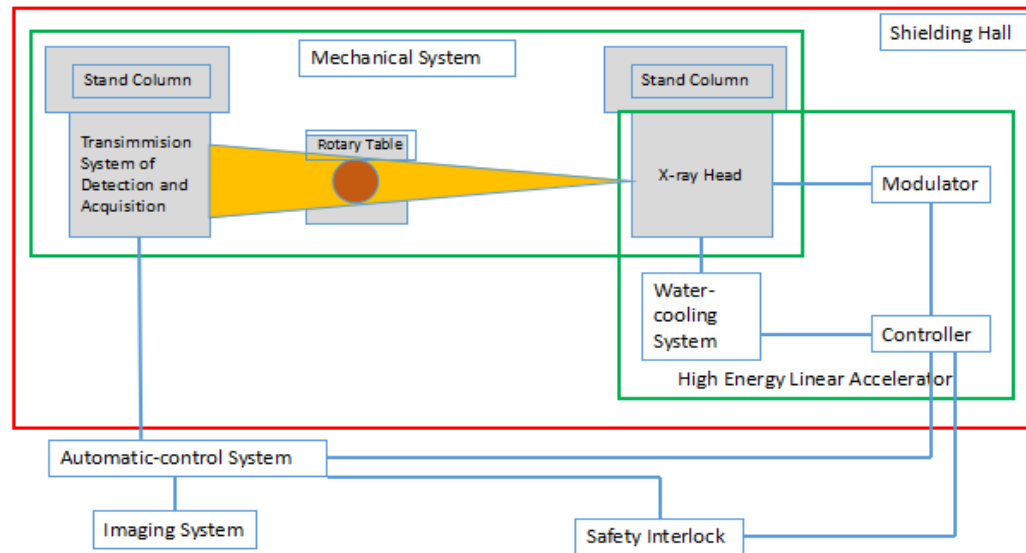 Shielding Hall
Mechanical System
Stand Column
Stand Column
Transimmision
System of
Detection and
Acquisition
Rotary Table
X-ray Head
Modulator
Water-
cooling
System
Controller
High Energy Linear Accelerator
Automatic-control System
Imaging System
Safety Interlock